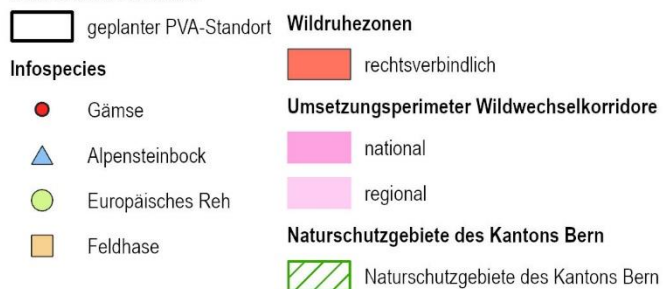 geplanter PVA-Standort
Infospecies
Gämse
Alpensteinbock
Europäisches Reh
Feldhase
Wildruhezonen
rechtsverbindlich
Umsetzungsperimeter Wildwechselkorridore
national
regional
Naturschutzgebiete des Kantons Bern
Naturschutzgebiete des Kantons Bern